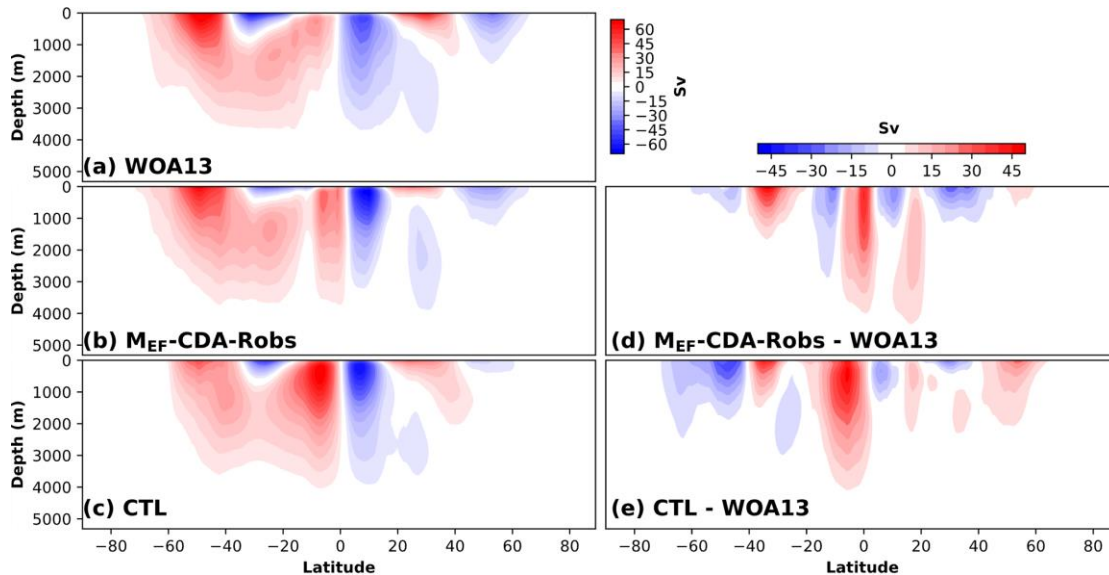 0
1000
2000
3000
4000
5000
Depth (m)
(a) WOA13
60
45
30
15
0
−15
−30
−45
−60
Sv
Sv
−45 −30 −15 0 15 30 45
0
1000
2000
3000
4000
5000
Depth (m)
(b) MEF-CDA-Robs
(d) MEF-CDA-Robs - WOA13
0
1000
2000
3000
4000
5000
Depth (m)
(c) CTL
(e) CTL - WOA13
−80 −60 −40 −20 0 20 40 60 80
Latitude
−80 −60 −40 −20 0 20 40 60 80
Latitude